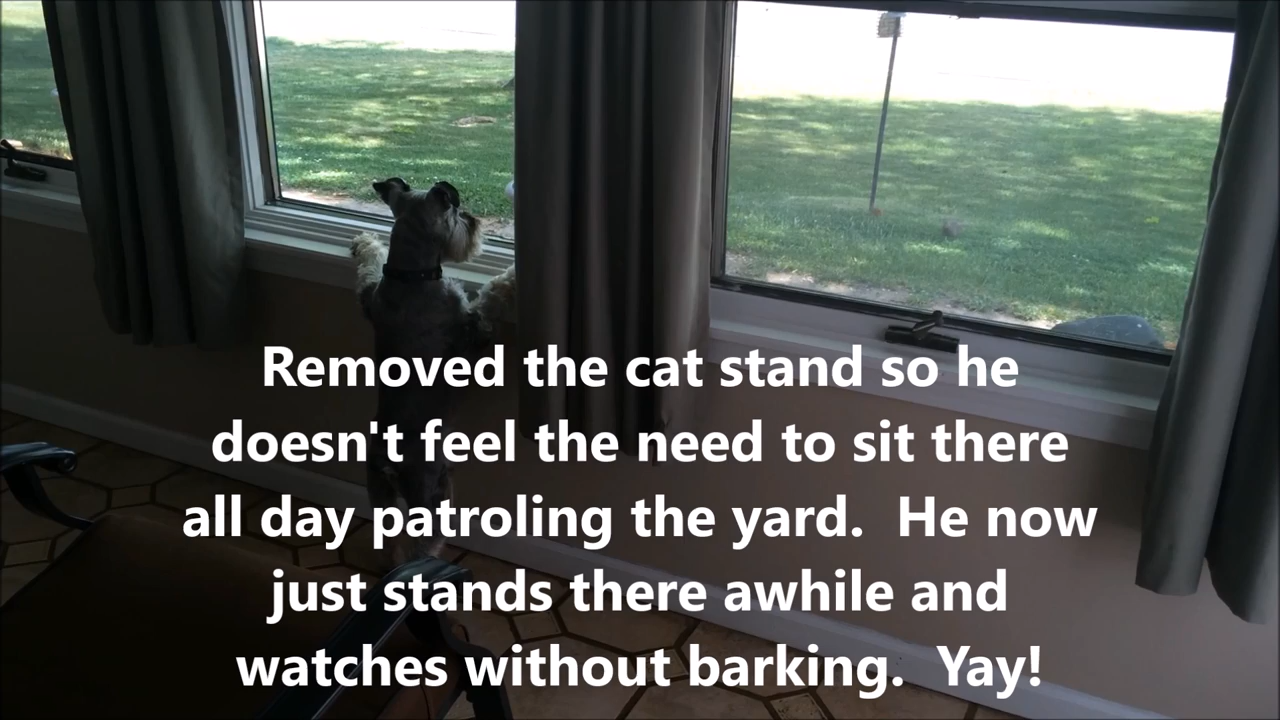 Removed the cat stand so he
doesn't feel the need to sit there
all day patroling the yard.  He now
just stands there awhile and
watches without barking.  Yay!